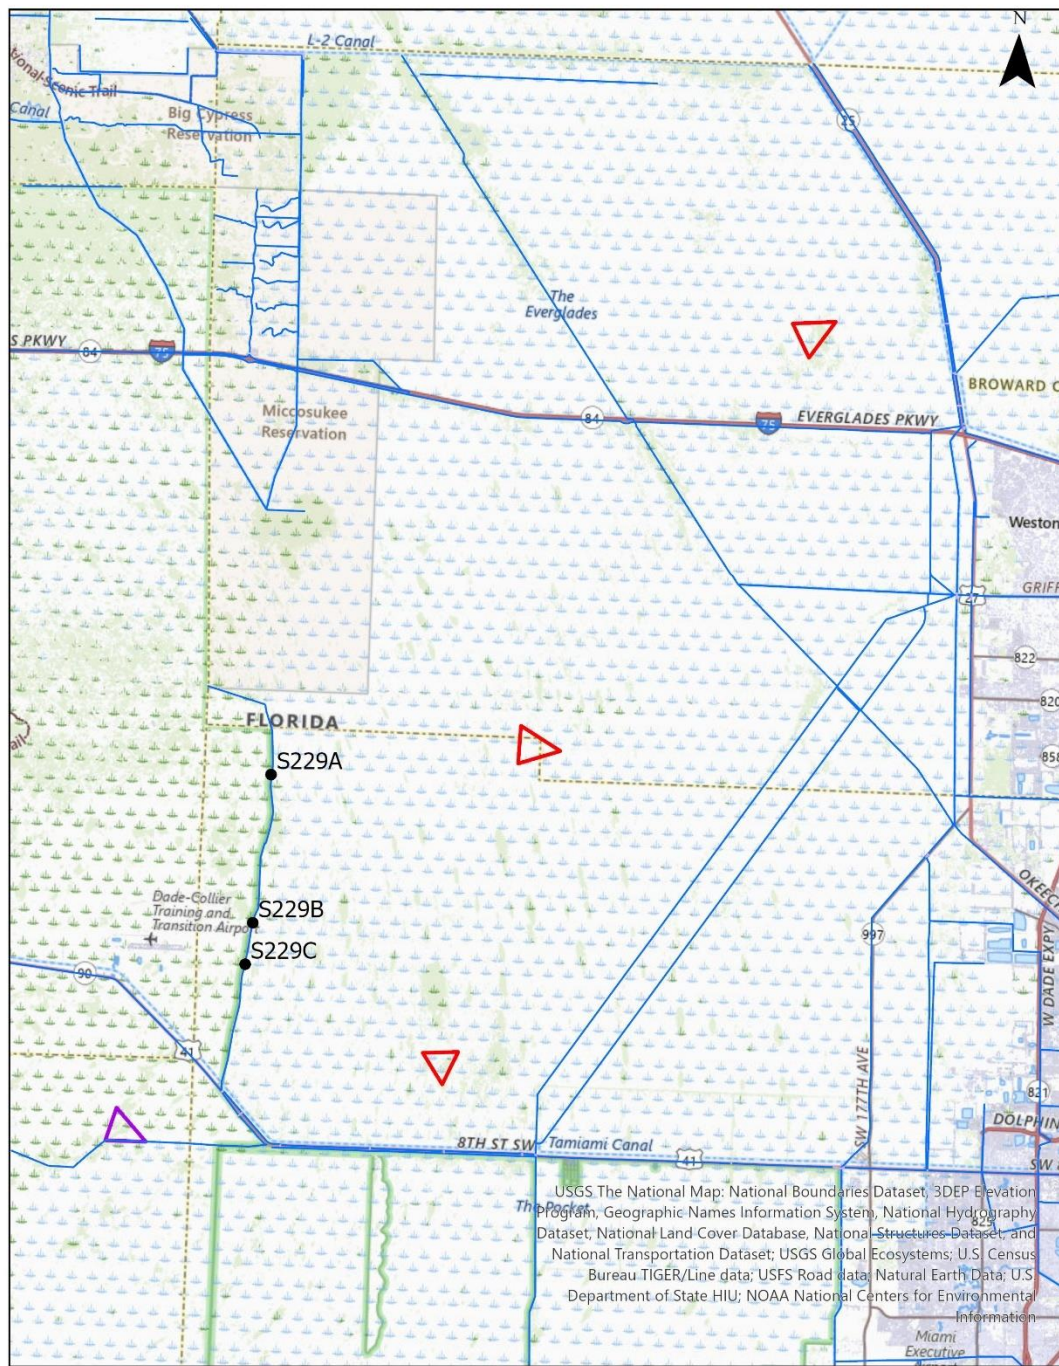 N
L-2 Canal
ional Scenic Trail
Canal
Big Cypress
Reservation
25
The
Everglades
S PKWY
84
75
BROWARD C
Miccosukee
Reservation
84
75
EVERGLADES PKWY
Weston
27
GRIFF
822
820
858
FLORIDA
ail
S229A
S229B
S229C
Dade-Collier
Training and
Transition Airport
OKEECH
997
W DADE EXPY
90
41
SW 177TH AVE
821
DOLPHIN
8TH ST SW
Tamiami Canal
41
SW
The Pocket
825
USGS The National Map: National Boundaries Dataset, 3DEP Elevation
Program, Geographic Names Information System, National Hydrography
Dataset, National Land Cover Database, National Structures Dataset, and
National Transportation Dataset; USGS Global Ecosystems; U.S. Census
Bureau TIGER/Line data; USFS Road data; Natural Earth Data; U.S.
Department of State HIU; NOAA National Centers for Environmental
Information
Miami
Executive